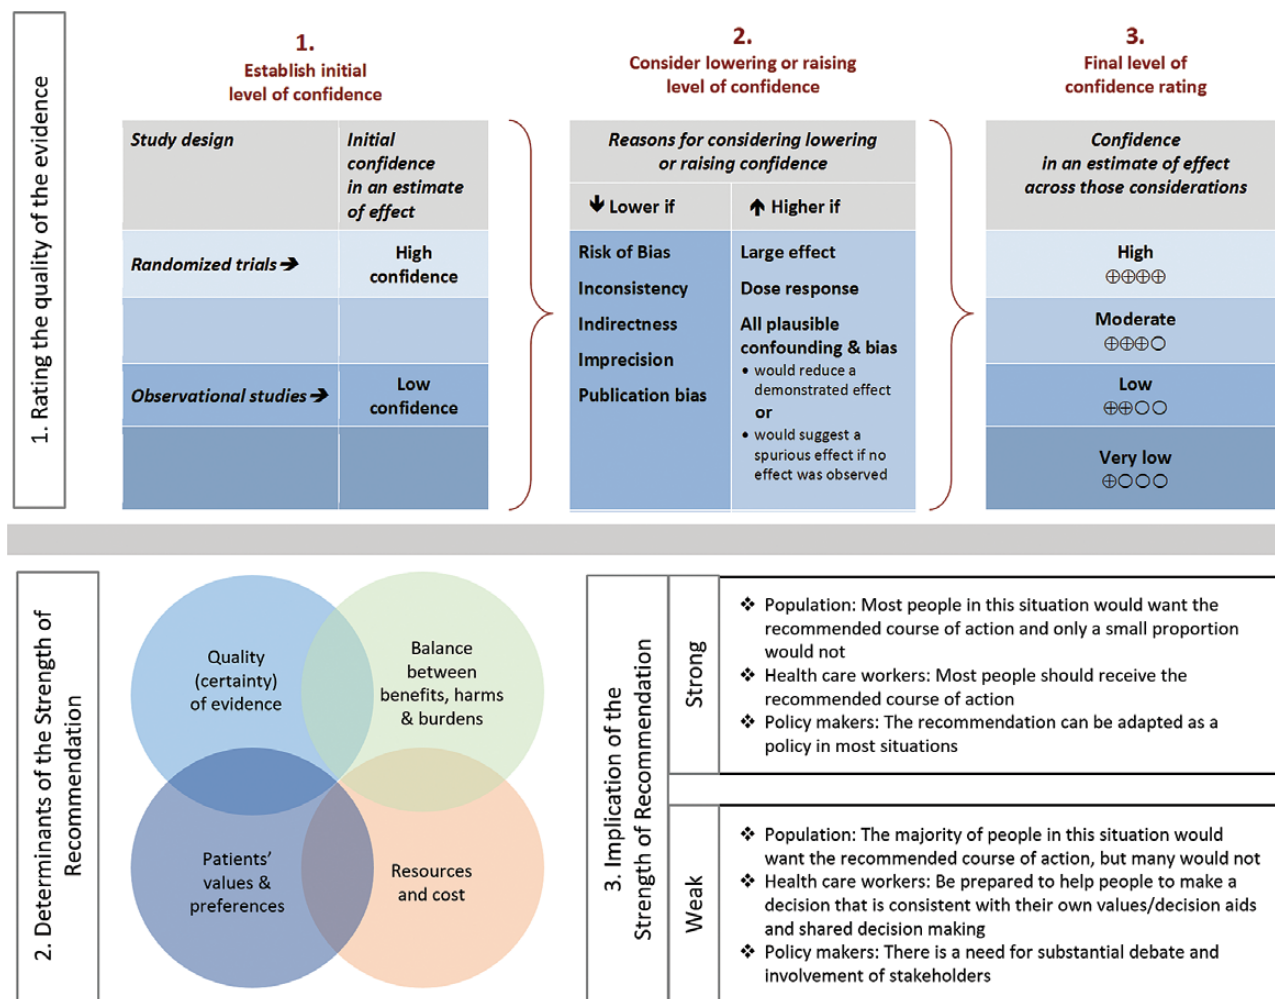 1. Rating the quality of the evidence
1.
Establish initial
level of confidence
Study design
Initial
confidence
in an estimate
of effect
Randomized trials ➔
High
confidence
Observational studies ➔
Low
confidence
2.
Consider lowering or raising
level of confidence
Reasons for considering lowering
or raising confidence
🡻 Lower if
🡹 Higher if
Risk of Bias
Inconsistency
Indirectness
Imprecision
Publication bias
Large effect
Dose response
All plausible
confounding & bias
• would reduce a
demonstrated effect
or
• would suggest a
spurious effect if no
effect was observed
3.
Final level of
confidence rating
Confidence
in an estimate of effect
across those considerations
High
⊕⊕⊕⊕
Moderate
⊕⊕⊕○
Low
⊕⊕○○
Very low
⊕○○○
2. Determinants of the Strength of
Recommendation
Quality
(certainty)
of evidence
Balance
between
benefits, harms
& burdens
Patients’
values &
preferences
Resources
and cost
3. Implication of the
Strength of Recommendation
Strong
❖ Population: Most people in this situation would want the
recommended course of action and only a small proportion
would not
❖ Health care workers: Most people should receive the
recommended course of action
❖ Policy makers: The recommendation can be adapted as a
policy in most situations
Weak
❖ Population: The majority of people in this situation would
want the recommended course of action, but many would not
❖ Health care workers: Be prepared to help people to make a
decision that is consistent with their own values/decision aids
and shared decision making
❖ Policy makers: There is a need for substantial debate and
involvement of stakeholders